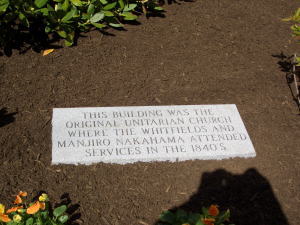 THIS BUILDING WAS THE
ORIGINAL UNITARIAN CHURCH
WHERE THE WHITFIELDS AND
MANJIRO NAKAHAMA ATTENDED
SERVICES IN THE 1840'S.